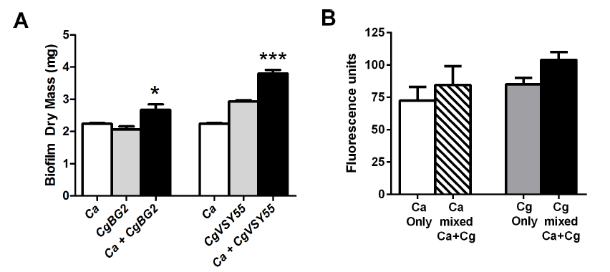 A
Biofilm Dry Mass (mg)
5
4
3
2
1
0
*
***
Ca
CgBG2
Ca + CgBG2
Ca
CgVSY55
Ca + CgVSY55
B
Fluorescence units
125
100
75
50
25
0
Ca
Only
Ca
mixed
Ca+Cg
Cg
Only
Cg
mixed
Ca+Cg